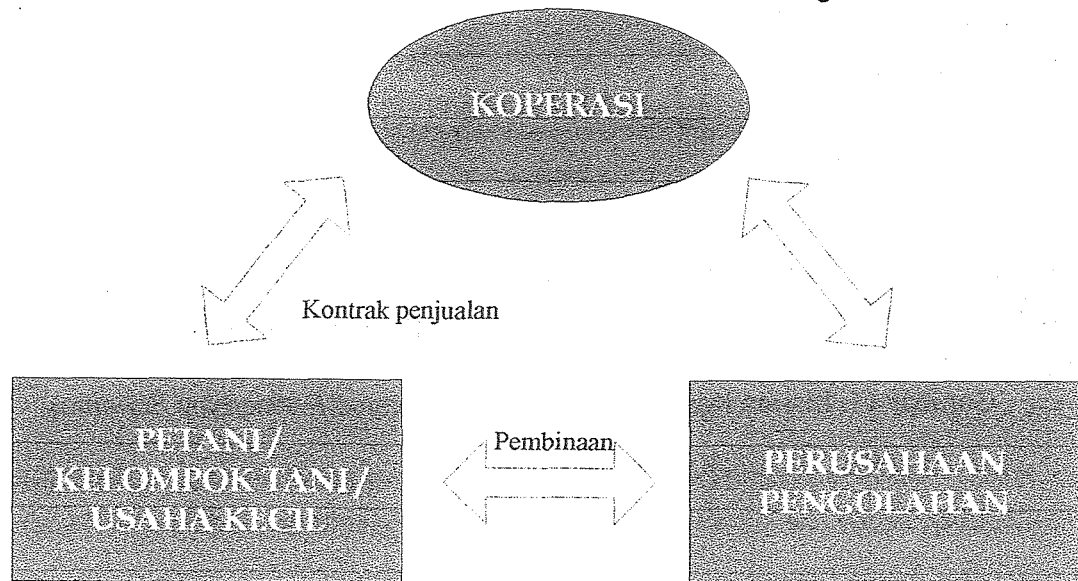 KOPERASI
Kontrak penjualan
PETANI/
KELOMPOK TANI/
USAHA KECIL
Pembinaan
PERUSAHAAN
PENGOLAHAN